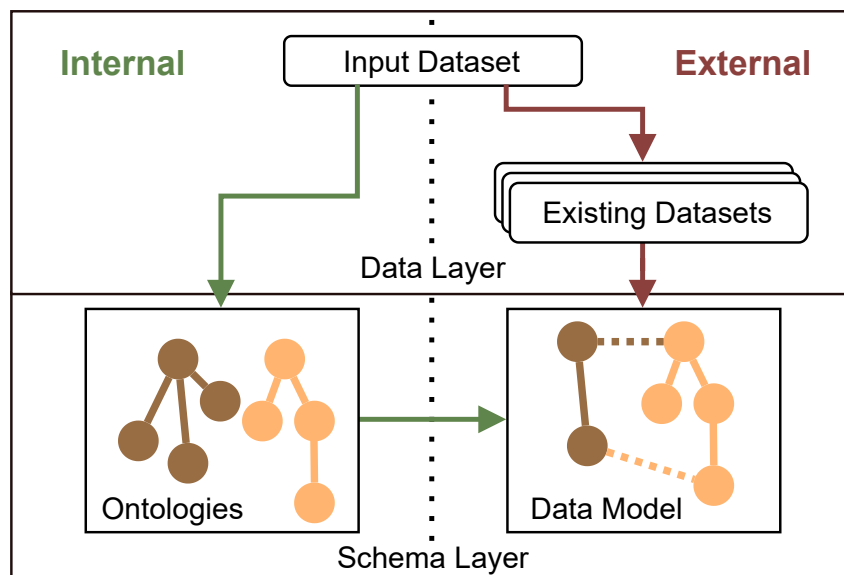 Internal
Input Dataset
External
Existing Datasets
Data Layer
Ontologies
Data Model
Schema Layer